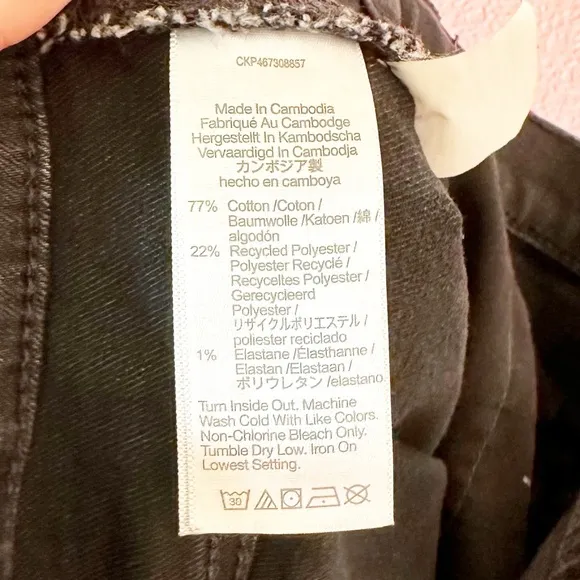 CKP467308857
Made In Cambodia
Fabriqué Au Cambodge
Hergestellt In Kambodscha
Vervaardigd In Cambodja
カンボジア製
hecho en camboya
77% Cotton /Coton /
Baumwolle /Katoen /綿 /
algodón
22% Recycled Polyester /
Polyester Recyclé /
Recyceltes Polyester /
Gerecycleerd
Polyester /
リサイクルポリエステル /
poliester reciclado
1% Elastane /Élasthanne /
Elastan /Elastaan /
ポリウレタン /elastano
Turn Inside Out. Machine
Wash Cold With Like Colors.
Non-Chlorine Bleach Only.
Tumble Dry Low. Iron On
Lowest Setting.
30